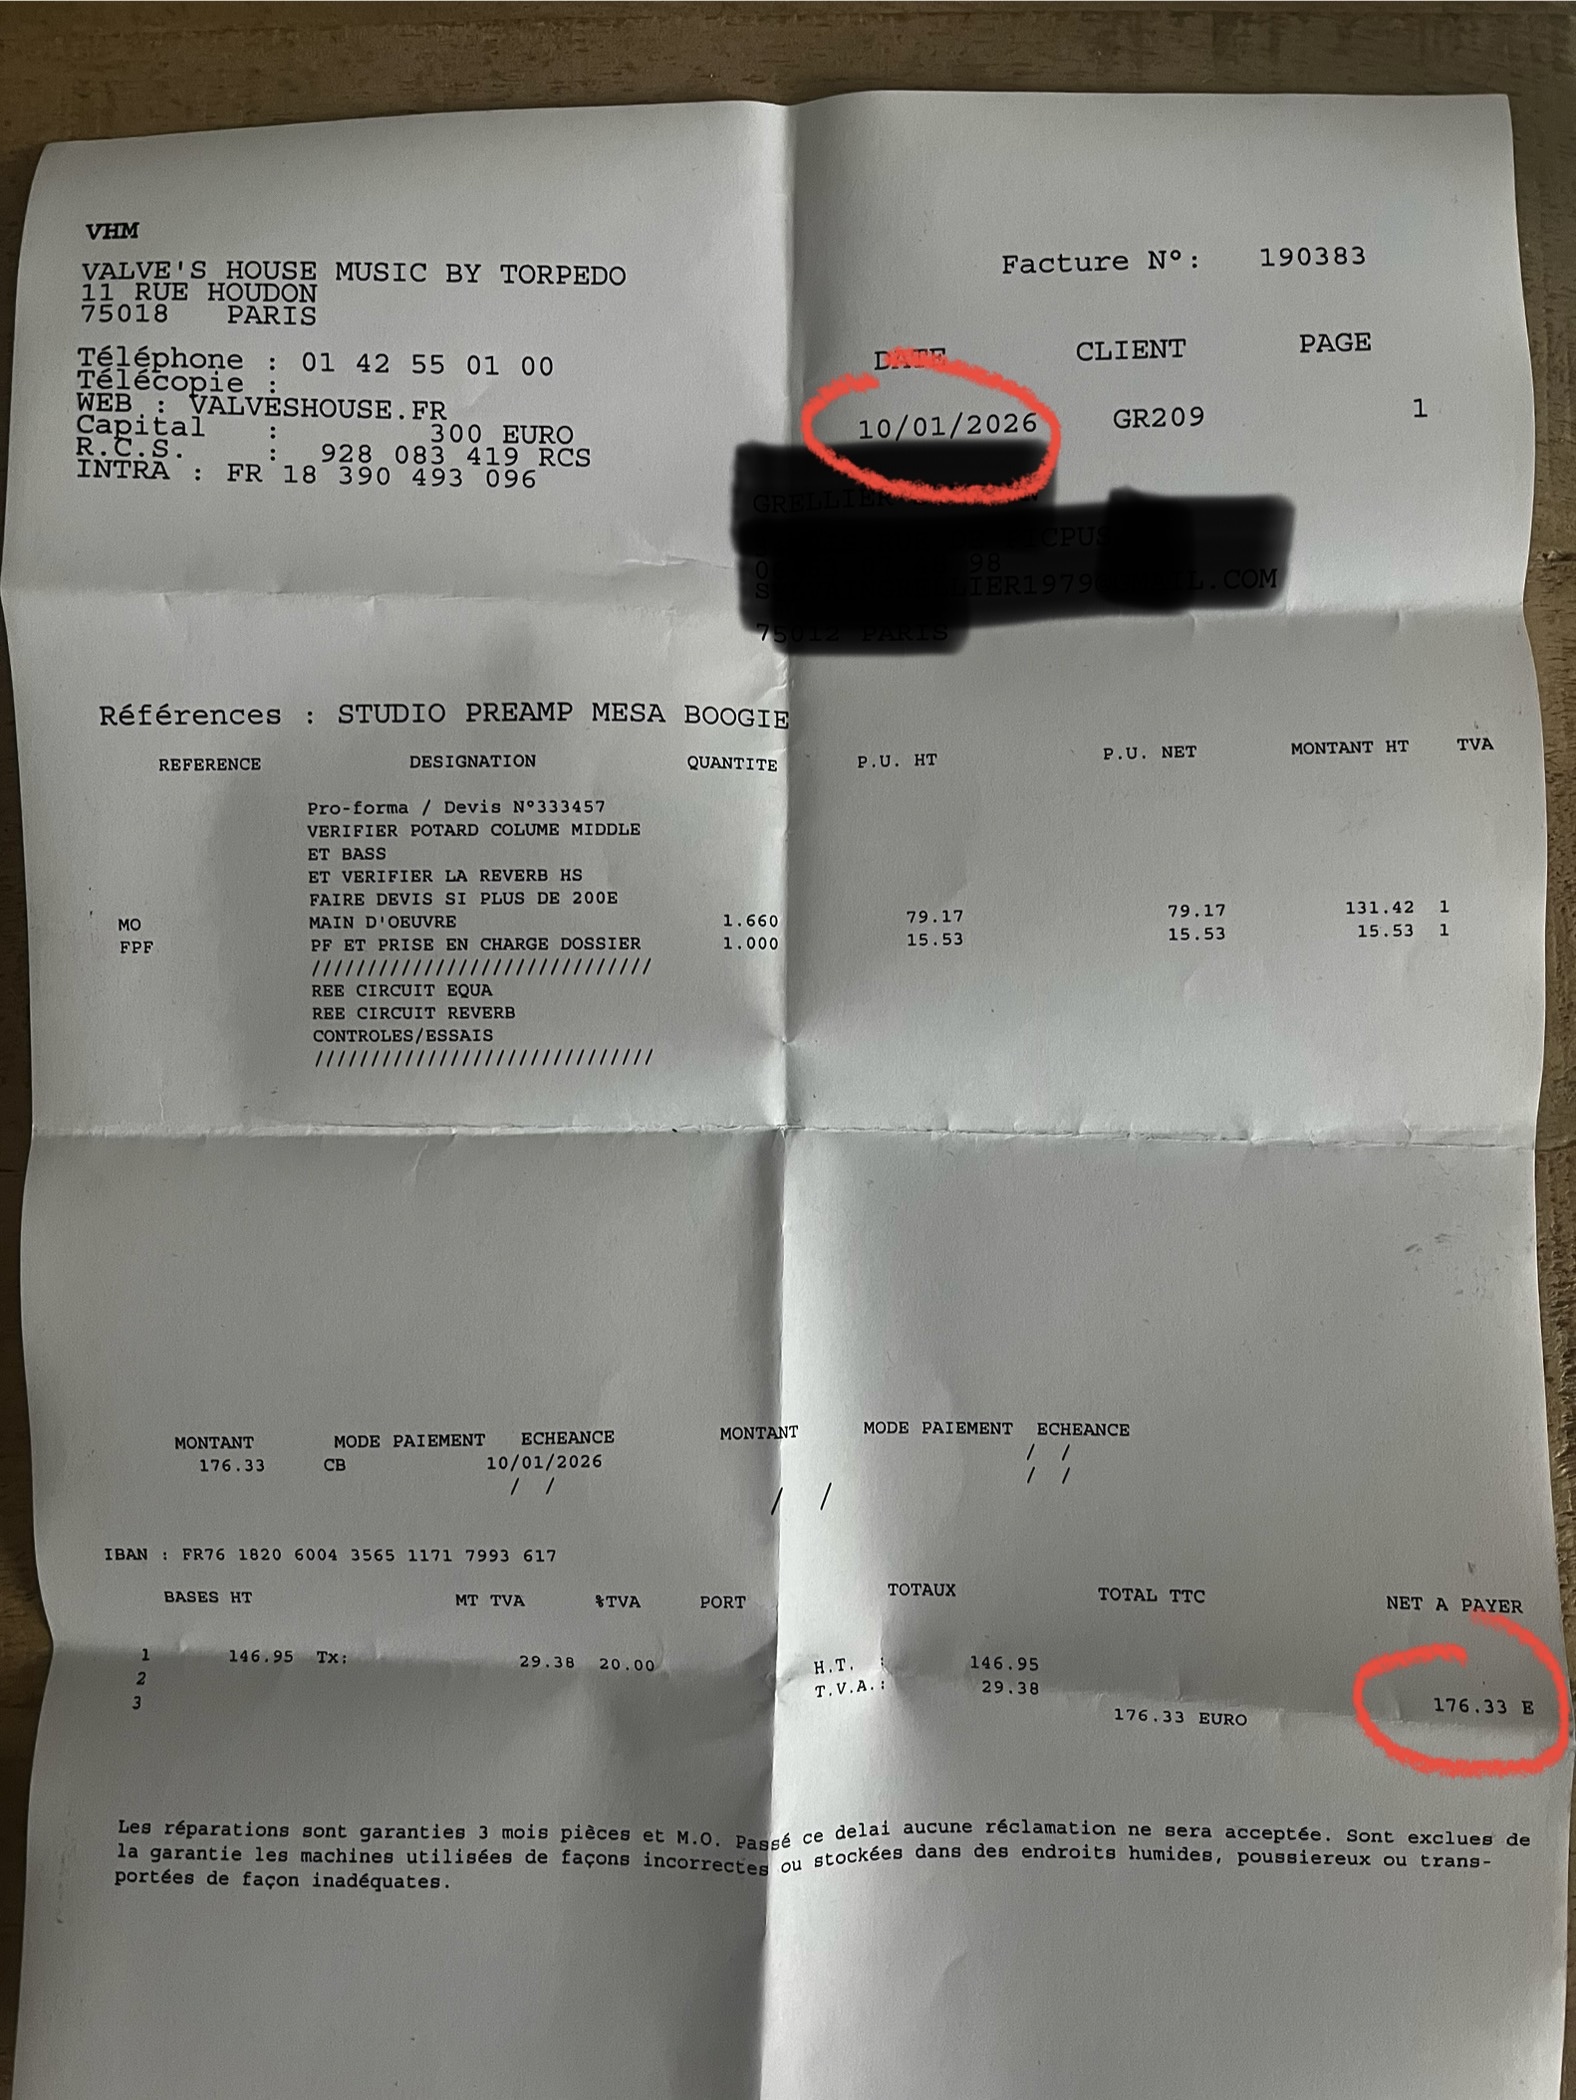 VHM
VALVE'S HOUSE MUSIC BY TORPEDO
11 RUE HOUDON
75018 PARIS
Téléphone : 01 42 55 01 00
Télécopie :
WEB : VALVESHOUSE.FR
Capital : 300 EURO
R.C.S. : 928 083 419 RCS
INTRA : FR 18 390 493 096
Facture N°: 190383
DATE CLIENT PAGE
10/01/2026 GR209 1
Références : STUDIO PREAMP MESA BOOGIE
REFERENCE DESIGNATION QUANTITE P.U. HT P.U. NET MONTANT HT TVA
Pro-forma / Devis N°333457
VERIFIER POTARD COLUME MIDDLE
ET BASS
ET VERIFIER LA REVERB HS
FAIRE DEVIS SI PLUS DE 200E
MO MAIN D'OEUVRE 1.660 79.17 79.17 131.42 1
FPF PF ET PRISE EN CHARGE DOSSIER 1.000 15.53 15.53 15.53 1
//////////////////////////////
REE CIRCUIT EQUA
REE CIRCUIT REVERB
CONTROLES/ESSAIS
//////////////////////////////
MONTANT MODE PAIEMENT ECHEANCE MONTANT MODE PAIEMENT ECHEANCE
176.33 CB 10/01/2026 / /
/ / / /
/ /
IBAN : FR76 1820 6004 3565 1171 7993 617
BASES HT MT TVA %TVA PORT TOTAUX TOTAL TTC NET A PAYER
1 146.95 Tx: 29.38 20.00 H.T. : 146.95
2 T.V.A.: 29.38
3 176.33 EURO 176.33 E
Les réparations sont garanties 3 mois pièces et M.O. Passé ce delai aucune réclamation ne sera acceptée. Sont exclues de
la garantie les machines utilisées de façons incorrectes ou stockées dans des endroits humides, poussiereux ou trans-
portées de façon inadéquates.